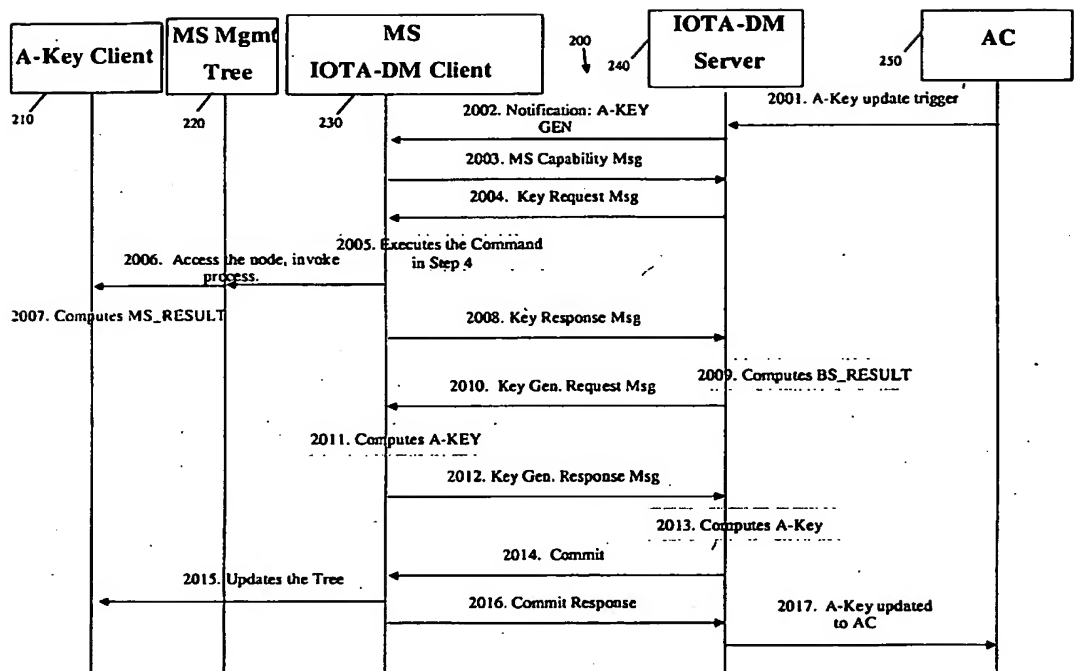 A-Key Client
210
MS Mgmt
Tree
220
MS
IOTA-DM Client
230
200
240
IOTA-DM
Server
250
AC
2001. A-Key update trigger
2002. Notification: A-KEY
GEN
2003. MS Capability Msg
2004. Key Request Msg
2005. Executes the Command
in Step 4
2006. Access the node, invoke
process.
2007. Computes MS_RESULT
2008. Key Response Msg
2009. Computes BS_RESULT
2010. Key Gen. Request Msg
2011. Computes A-KEY
2012. Key Gen. Response Msg
2013. Computes A-Key
2014. Commit
2015. Updates the Tree
2016. Commit Response
2017. A-Key updated
to AC